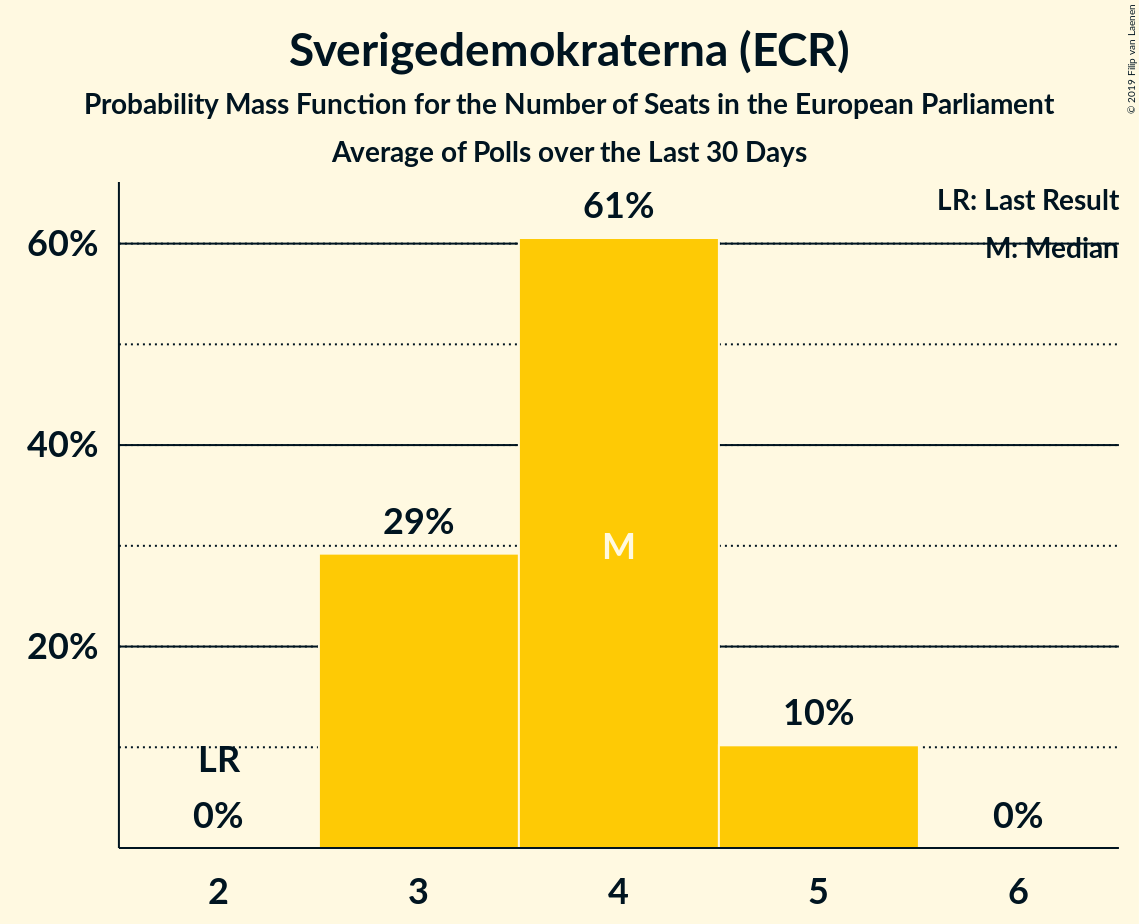 Sverigedemokraterna (ECR)
Probability Mass Function for the Number of Seats in the European Parliament
Average of Polls over the Last 30 Days
© 2019 Filip van Laenen
LR: Last Result
M: Median
60%
40%
20%
LR
0%
29%
61%
M
10%
0%
2 3 4 5 6